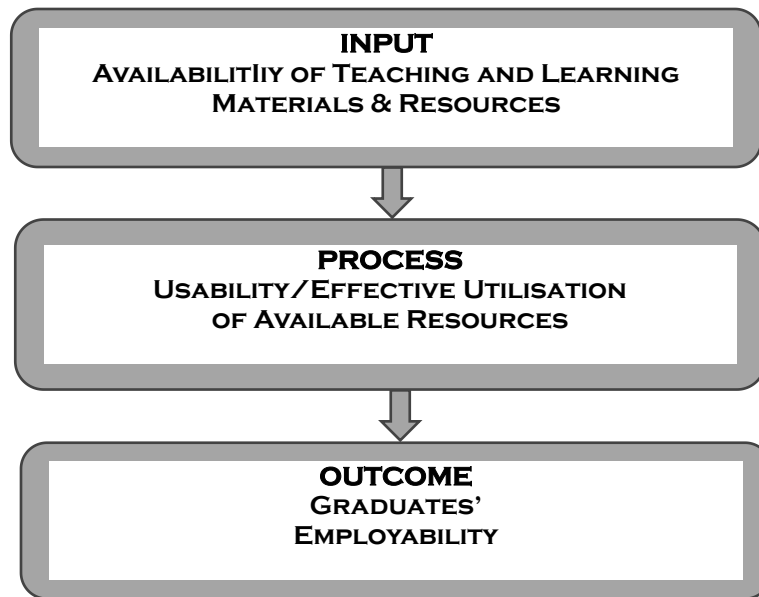 INPUT
AvailabilitIiy of Teaching and Learning
Materials & Resources
PROCESS
Usability/Effective Utilisation
of Available Resources
OUTCOME
Graduates’
Employability